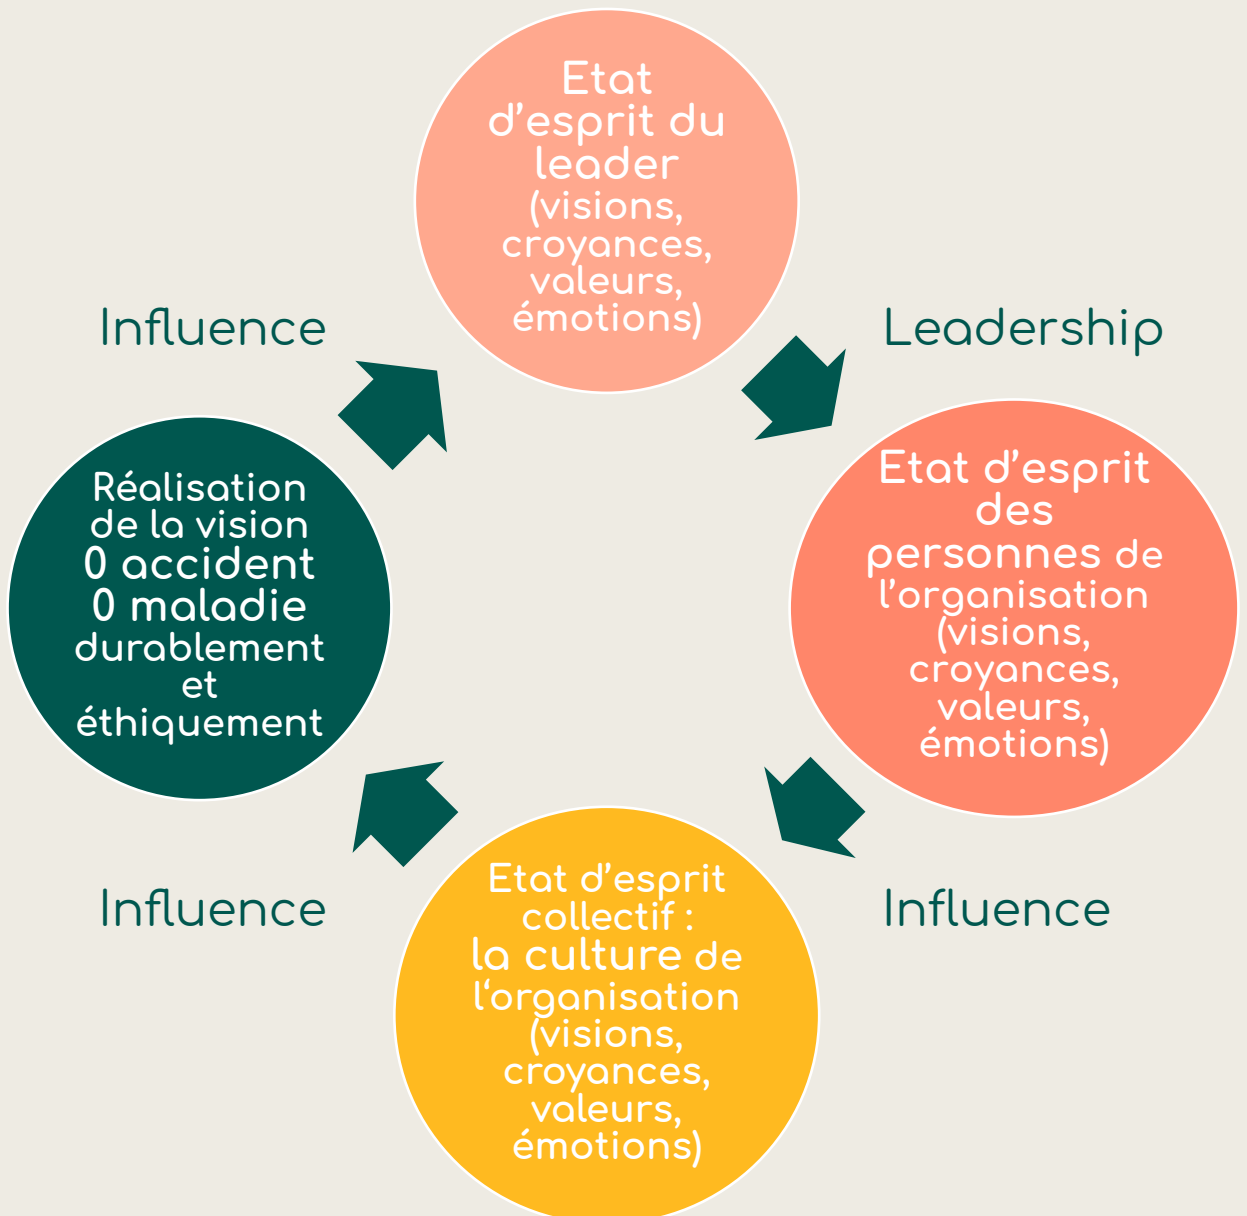 Etat
d'esprit du
leader
(visions,
croyances,
valeurs,
émotions)
Influence
Leadership
Etat d'esprit
des
personnes de
l'organisation
(visions,
croyances,
valeurs,
émotions)
Réalisation
de la vision
0 accident
0 maladie
durablement
et
éthiquement
Influence
Influence
Etat d'esprit
collectif :
la culture de
l‘organisation
(visions,
croyances,
valeurs,
émotions)